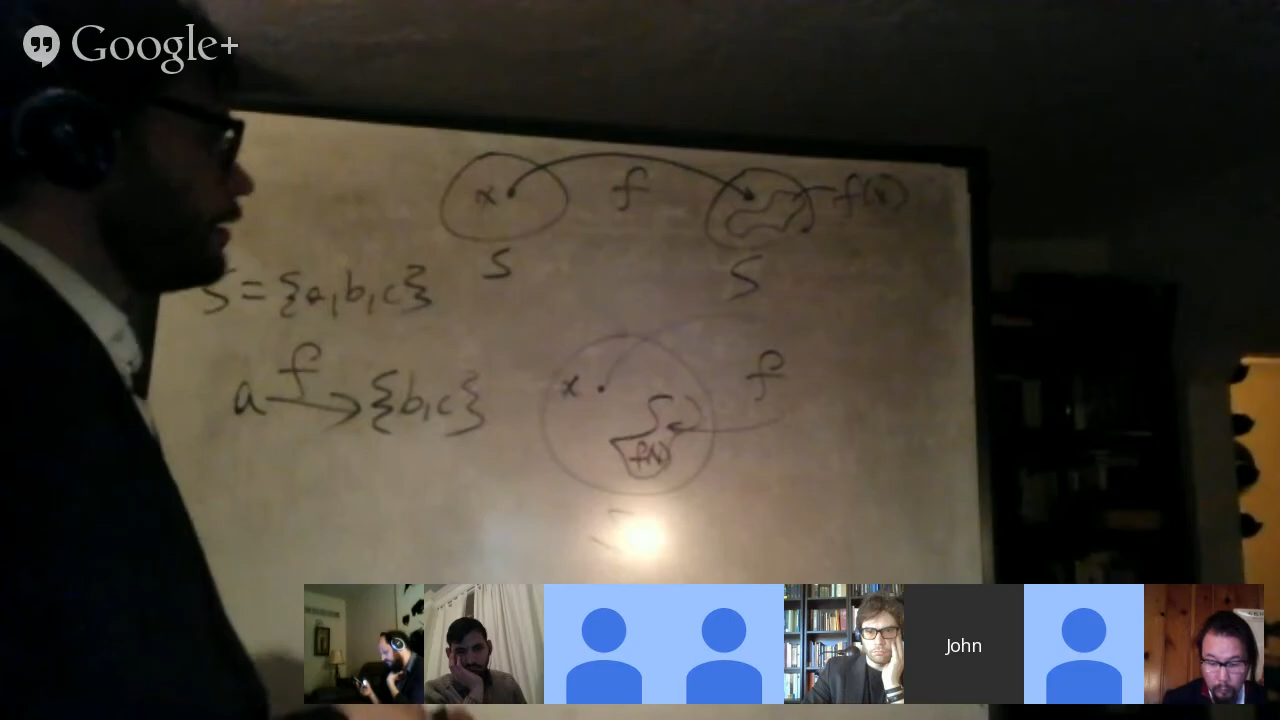 Google+
x f f(x)
S S
S = {a,b,c}
a f {b,c}
x f
f(x)
John